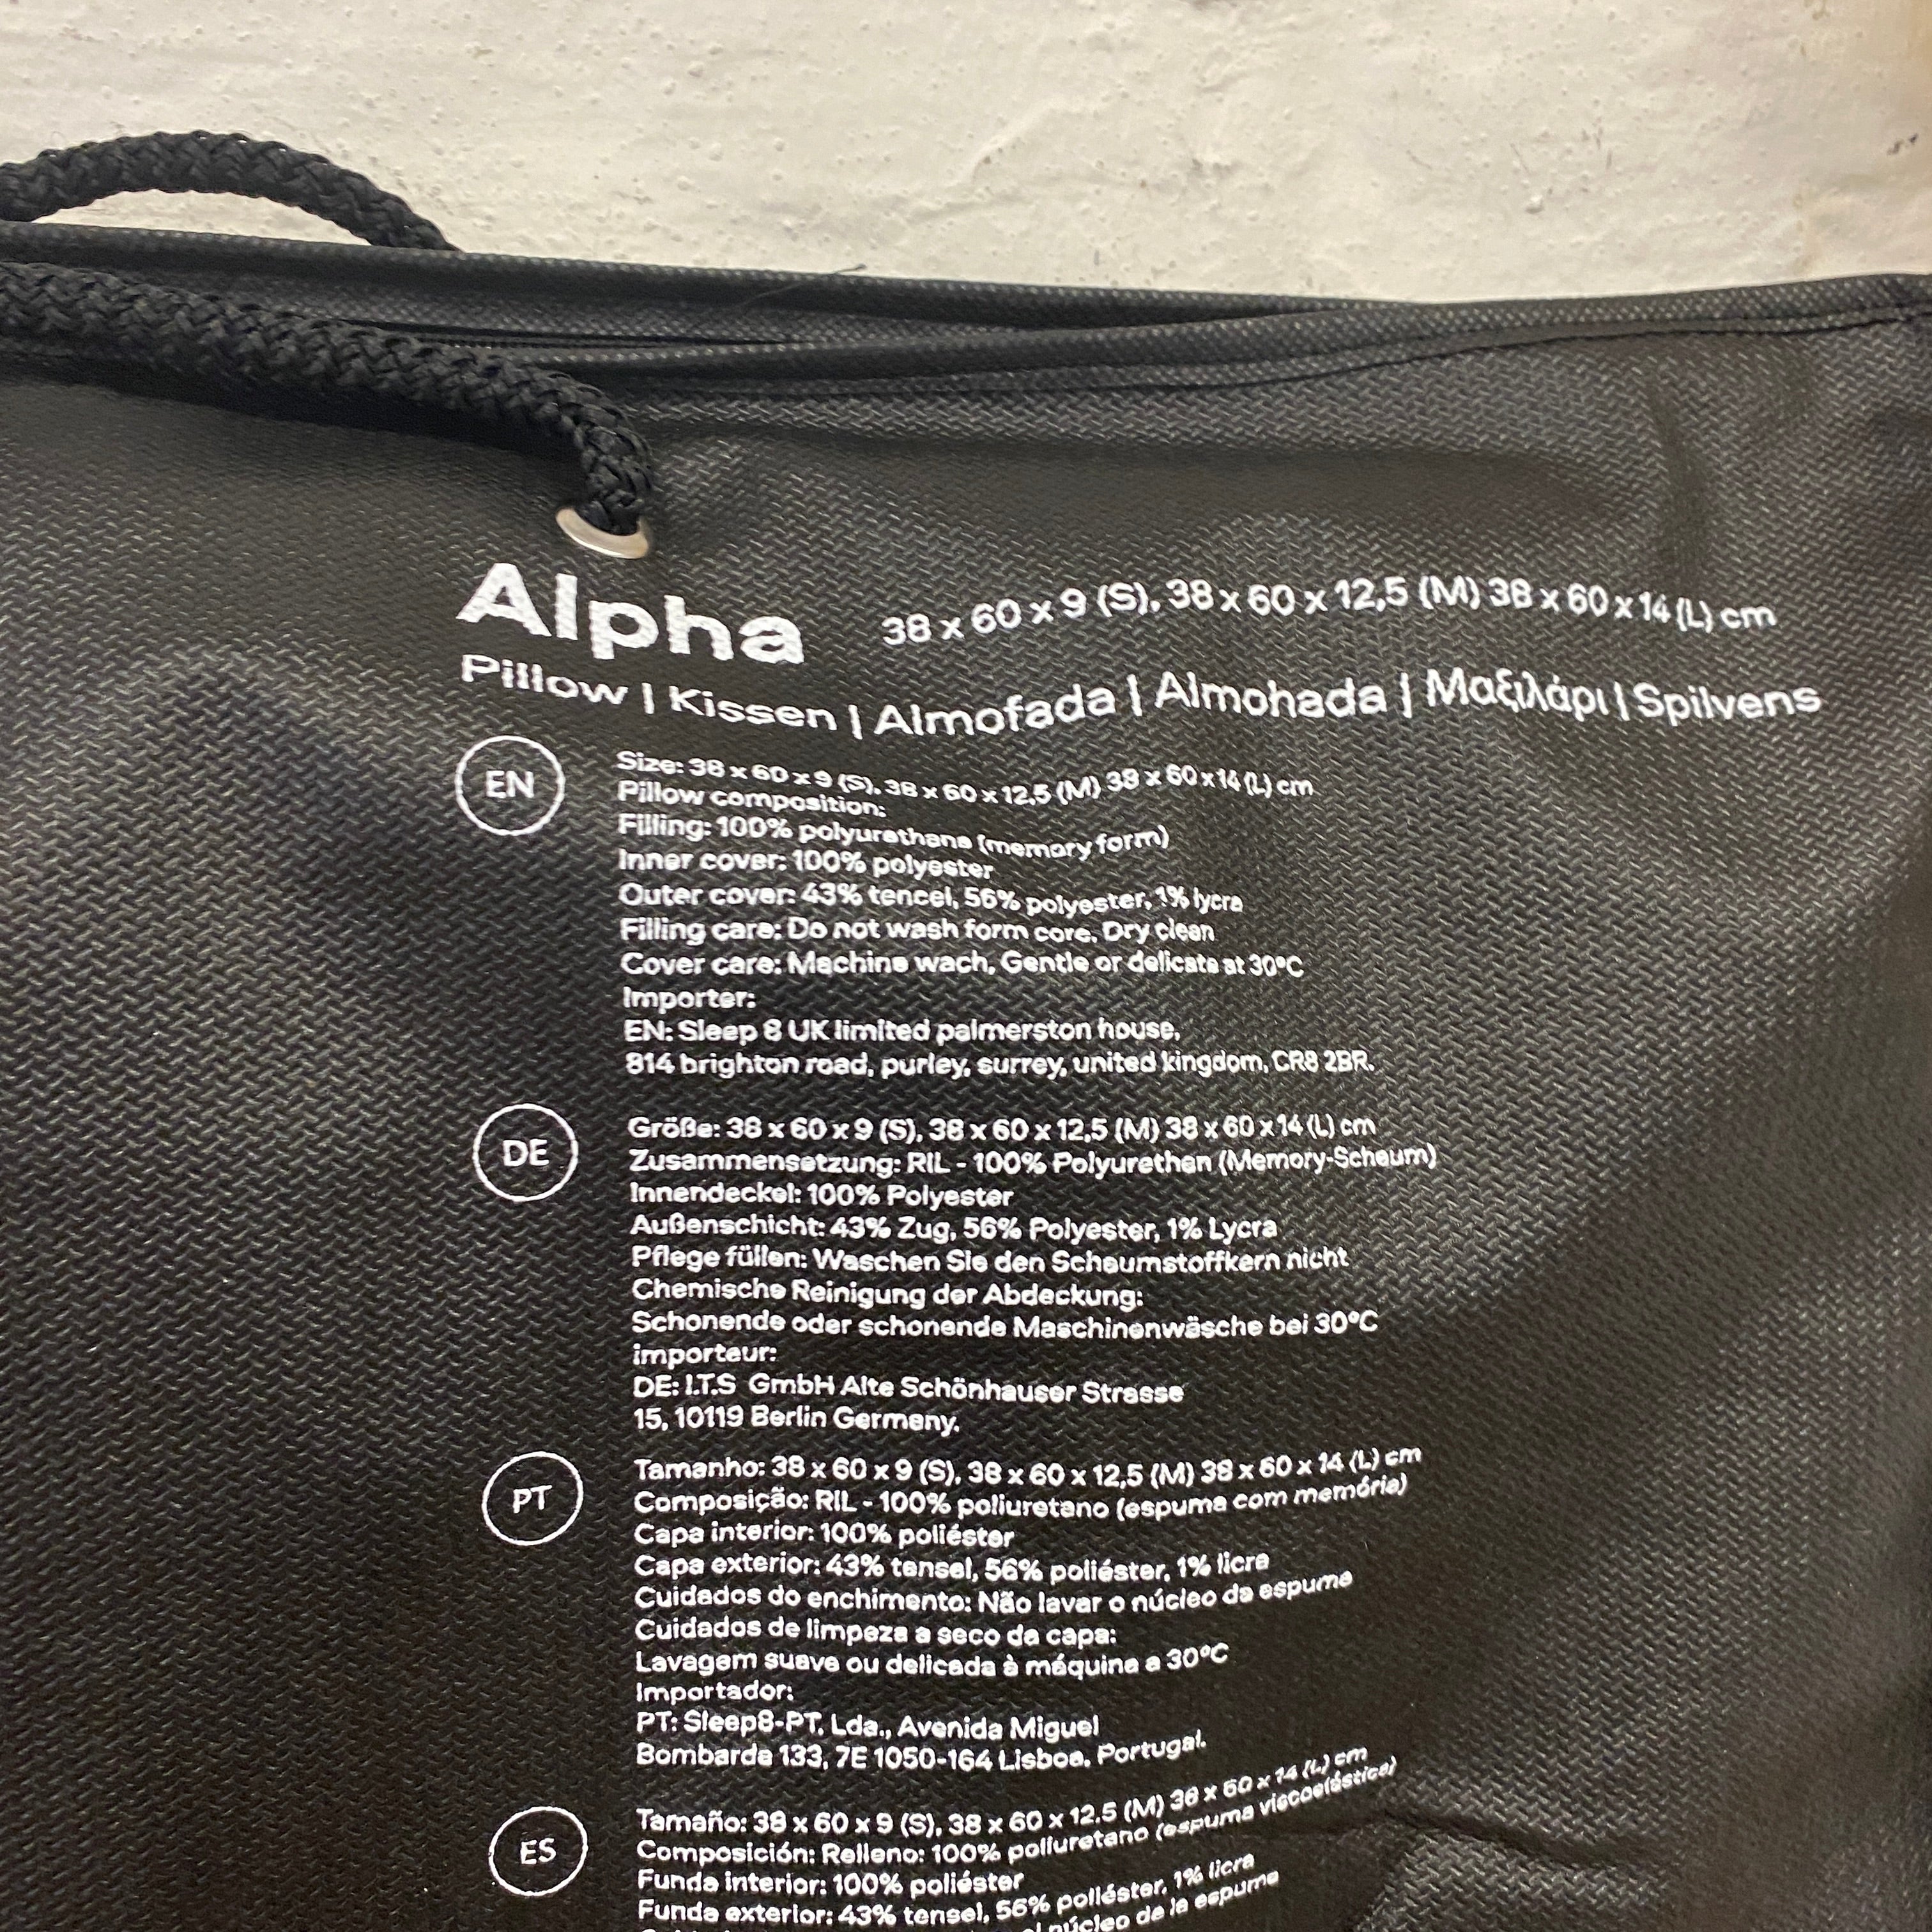 Alpha 38 x 60 x 9 (S), 38 x 60 x 12,5 (M) 38 x 60 x 14 (L) cm
Pillow | Kissen | Almofada | Almohada | Μαξιλάρι | Spilvens
EN
Size: 38 x 60 x 9 (S), 38 x 60 x 12,5 (M) 38 x 60 x 14 (L) cm
Pillow composition:
Filling: 100% polyurethane (memory form)
Inner cover: 100% polyester
Outer cover: 43% tencel, 56% polyester, 1% lycra
Filling care: Do not wash form core. Dry clean
Cover care: Machine wach, Gentle or delicate at 30°C
Importer:
EN: Sleep 8 UK limited palmerston house,
814 brighton road, purley, surrey, united kingdom, CR8 2BR.
DE
Größe: 38 x 60 x 9 (S), 38 x 60 x 12,5 (M) 38 x 60 x 14 (L) cm
Zusammensetzung: RIL - 100% Polyurethan (Memory-Schaum)
Innendeckel: 100% Polyester
Außenschicht: 43% Zug, 56% Polyester, 1% Lycra
Pflege füllen: Waschen Sie den Schaumstoffkern nicht
Chemische Reinigung der Abdeckung:
Schonende oder schonende Maschinenwäsche bei 30°C
importeur:
DE: I.T.S GmbH Alte Schönhauser Strasse
15, 10119 Berlin Germany.
PT
Tamanho: 38 x 60 x 9 (S), 38 x 60 x 12,5 (M) 38 x 60 x 14 (L) cm
Composição: RIL - 100% poliuretano (espuma com memória)
Capa interior: 100% poliéster
Capa exterior: 43% tensel, 56% poliéster, 1% licra
Cuidados do enchimento: Não lavar o núcleo da espuma
Cuidados de limpeza a seco da capa:
Lavagem suave ou delicada à máquina a 30°C
Importador:
PT: Sleep8-PT, Lda., Avenida Miguel
Bombarda 133, 7E 1050-164 Lisboa, Portugal.
ES
Tamaño: 38 x 60 x 9 (S), 38 x 60 x 12.5 (M) 38 x 60 x 14 (L) cm
Composición: Relleno: 100% poliuretano (espuma viscoelástica)
Funda interior: 100% poliéster
Funda exterior: 43% tensel, 56% poliéster, 1% licra
núcleo de la espuma